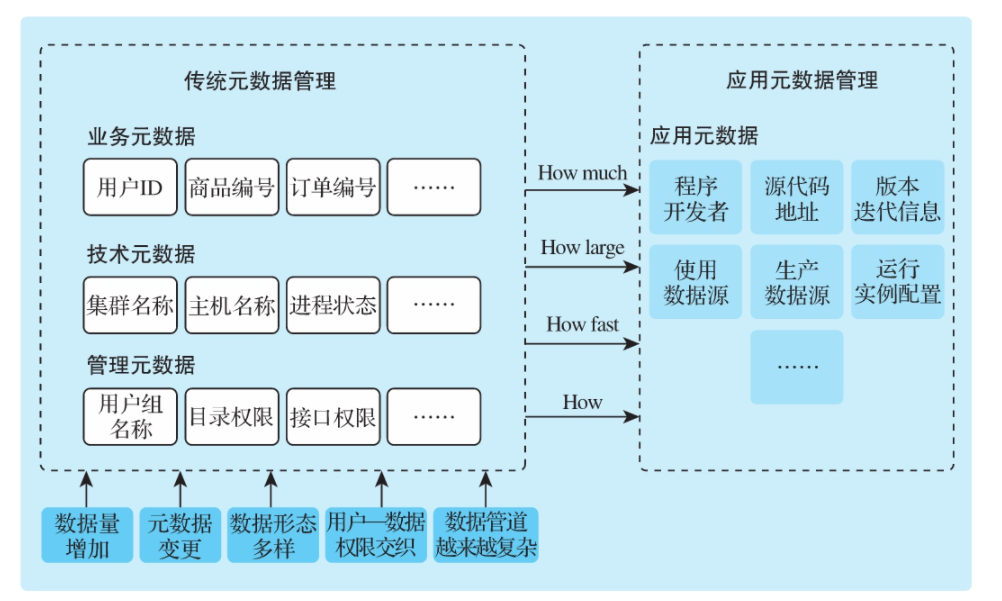 传统元数据管理
业务元数据
用户ID
商品编号
订单编号
……
技术元数据
集群名称
主机名称
进程状态
……
管理元数据
用户组
名称
目录权限
接口权限
……
数据量
增加
元数据
变更
数据形态
多样
用户—数据
权限交织
数据管道
越来越复杂
How much
How large
How fast
How
应用元数据管理
应用元数据
程序
开发者
源代码
地址
版本
迭代信息
使用
数据源
生产
数据源
运行
实例配置
……